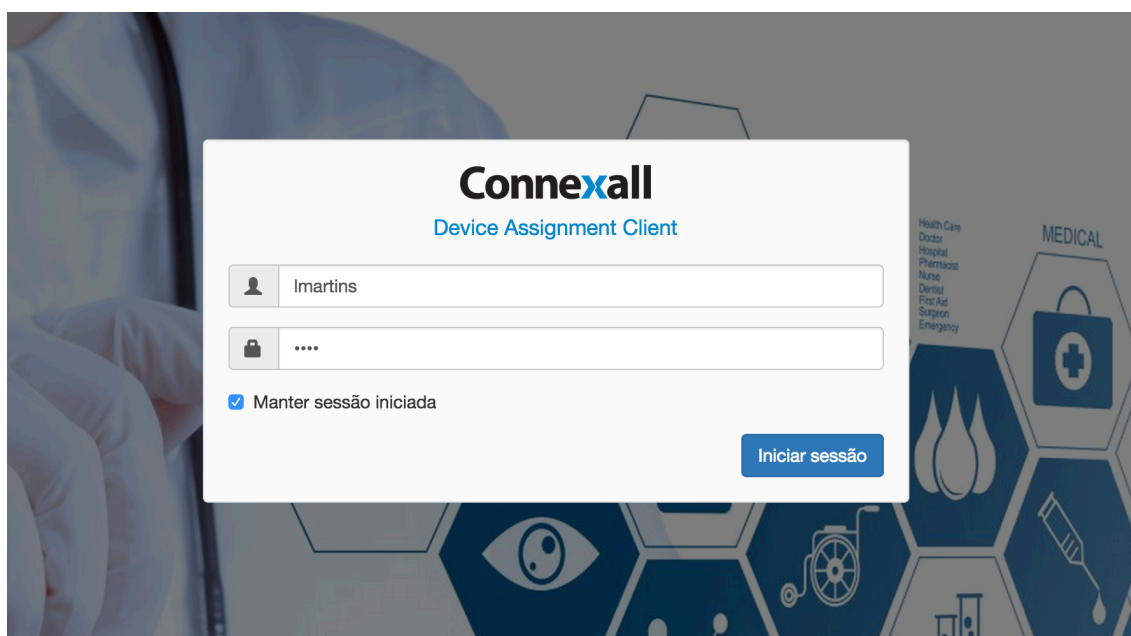 Connexall
Device Assignment Client
lmartins
••••
Manter sessão iniciada
Iniciar sessão
Health Care
Doctor
Hospital
Pharmacist
Nurse
Dentist
First Aid
Surgeon
Emergency
MEDICAL